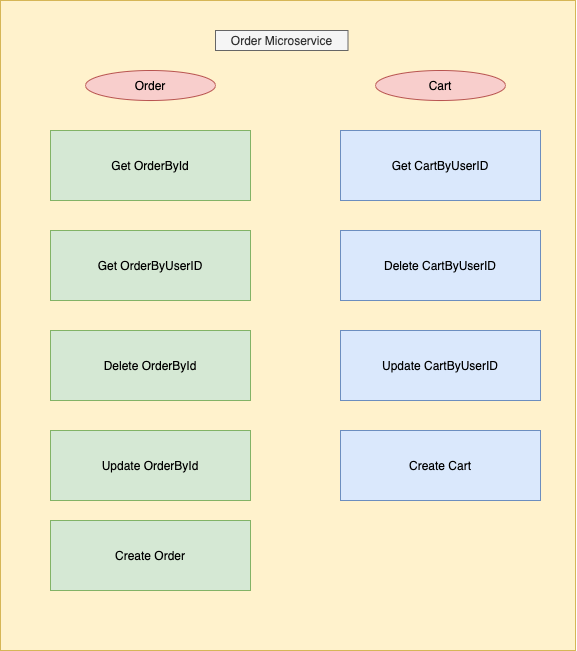 Order Microservice
Order
Cart
Get OrderById
Get CartByUserID
Get OrderByUserID
Delete CartByUserID
Delete OrderById
Update CartByUserID
Update OrderById
Create Cart
Create Order